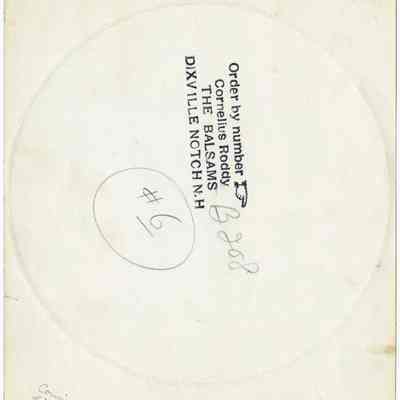 Order by number ☞
Cornelius Roddy
THE BALSAMS
DIXVILLE NOTCH N.H
B 208
#6